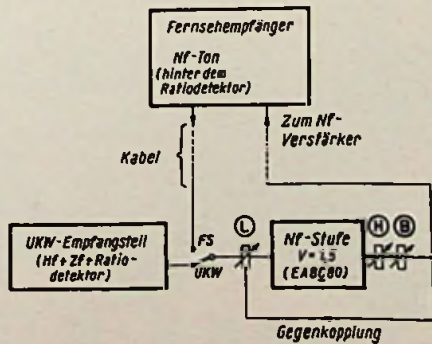 Fernsehempfänger
Nf-Ton
(hinter dem
Ratiodetektor)
Zum Nf-
Verstärker
Kabel
L
H B
UKW-Empfangsteil
(Hf + Zf + Ratio-
detektor)
FS
UKW
Nf-Stufe
V = 1,5
(EABC80)
Gegenkopplung